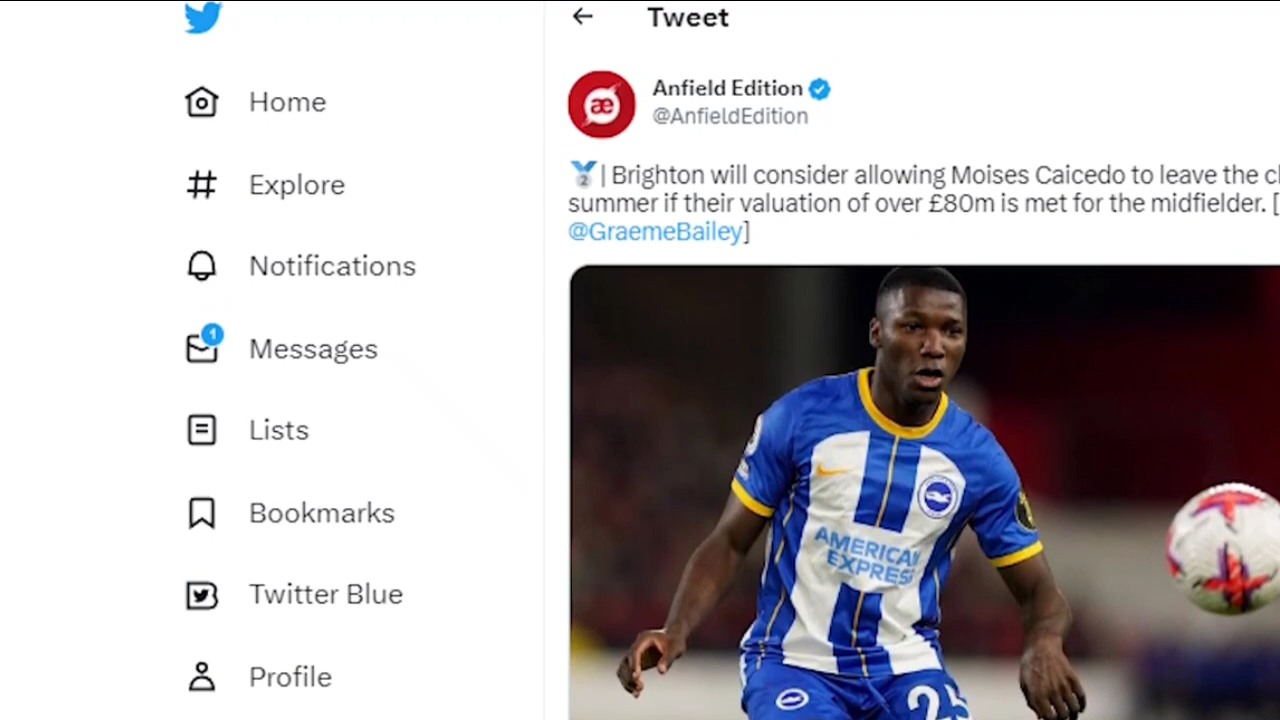 Tweet
Home
Explore
Notifications
1
Messages
Lists
Bookmarks
Twitter Blue
Profile
æ
Anfield Edition
@AnfieldEdition
2
| Brighton will consider allowing Moises Caicedo to leave the
summer if their valuation of over £80m is met for the midfielder. [
@GraemeBailey]
AMERICAN
EXPRESS
25